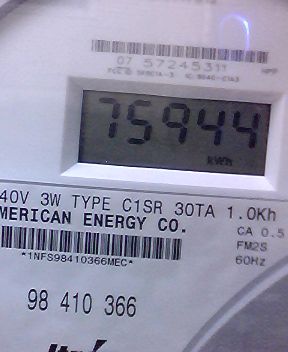 07 57245311
75944
kWh
40V 3W TYPE C1SR 30TA 1.0Kh
MERICAN ENERGY CO.
CA 0.5
FM2S
*1NFS98410366MEC*
60Hz
98 410 366